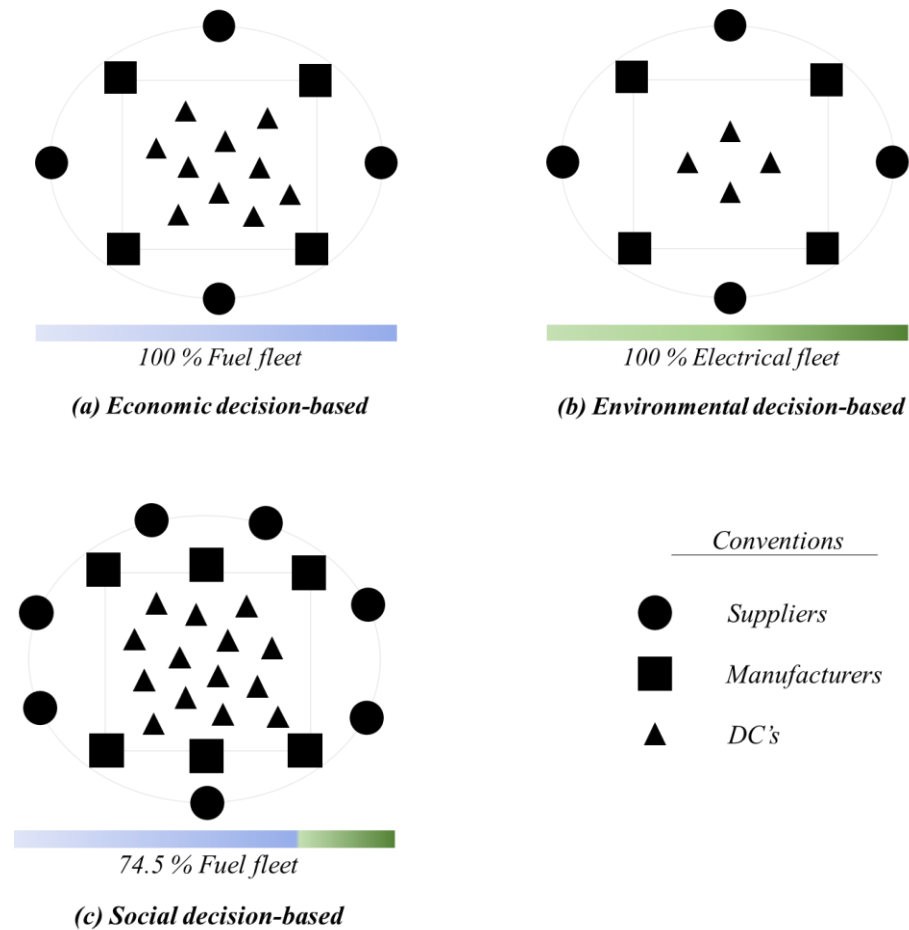 100 % Fuel fleet
(a) Economic decision-based
100 % Electrical fleet
(b) Environmental decision-based
74.5 % Fuel fleet
(c) Social decision-based
Conventions
Suppliers
Manufacturers
DC's